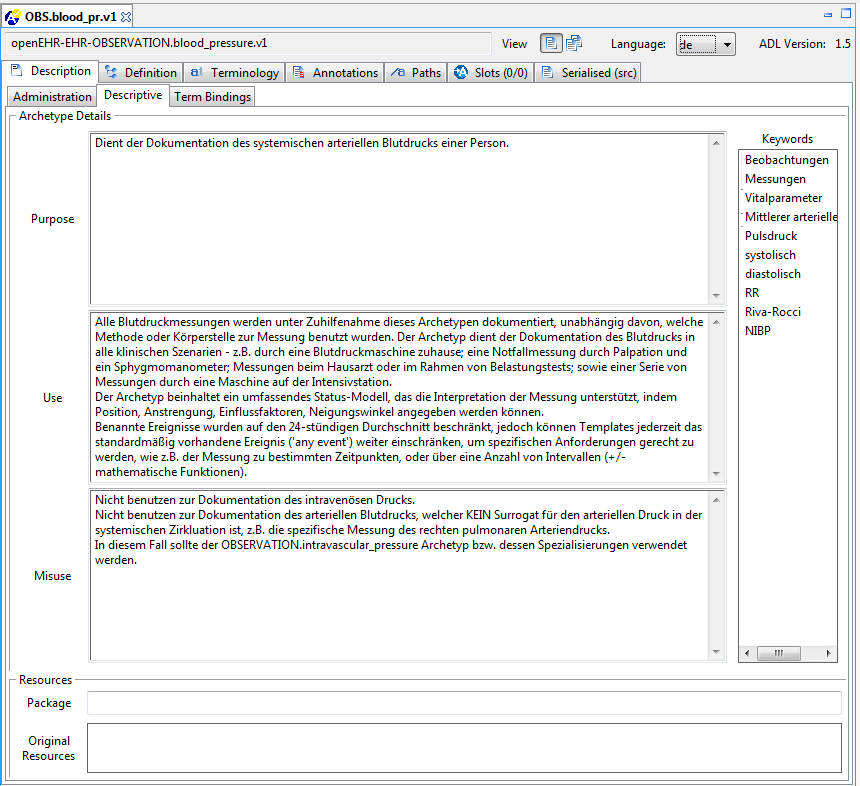 OBS.blood_pr.v1
openEHR-EHR-OBSERVATION.blood_pressure.v1 View Language: de ADL Version: 1.5
Description Definition a1 Terminology Annotations /a Paths Slots (0/0) Serialised (src)
Administration Descriptive Term Bindings
Archetype Details
Purpose
Dient der Dokumentation des systemischen arteriellen Blutdrucks einer Person.
Use
Alle Blutdruckmessungen werden unter Zuhilfenahme dieses Archetypen dokumentiert, unabhängig davon, welche
Methode oder Körperstelle zur Messung benutzt wurden. Der Archetyp dient der Dokumentation des Blutdrucks in
alle klinischen Szenarien - z.B. durch eine Blutdruckmaschine zuhause; eine Notfallmessung durch Palpation und
ein Sphygmomanometer; Messungen beim Hausarzt oder im Rahmen von Belastungstests; sowie einer Serie von
Messungen durch eine Maschine auf der Intensivstation.
Der Archetyp beinhaltet ein umfassendes Status-Modell, das die Interpretation der Messung unterstützt, indem
Position, Anstrengung, Einflussfaktoren, Neigungswinkel angegeben werden können.
Benannte Ereignisse wurden auf den 24-stündigen Durchschnitt beschränkt, jedoch können Templates jederzeit das
standardmäßig vorhandene Ereignis ('any event') weiter einschränken, um spezifischen Anforderungen gerecht zu
werden, wie z.B. der Messung zu bestimmten Zeitpunkten, oder über eine Anzahl von Intervallen (+/-
mathematische Funktionen).
Misuse
Nicht benutzen zur Dokumentation des intravenösen Drucks.
Nicht benutzen zur Dokumentation des arteriellen Blutdrucks, welcher KEIN Surrogat für den arteriellen Druck in der
systemischen Zirkluation ist, z.B. die spezifische Messung des rechten pulmonaren Arteriendrucks.
In diesem Fall sollte der OBSERVATION.intravascular_pressure Archetyp bzw. dessen Spezialisierungen verwendet
werden.
Keywords
Beobachtungen
Messungen
Vitalparameter
Mittlerer arterielle
Pulsdruck
systolisch
diastolisch
RR
Riva-Rocci
NIBP
Resources
Package
Original
Resources